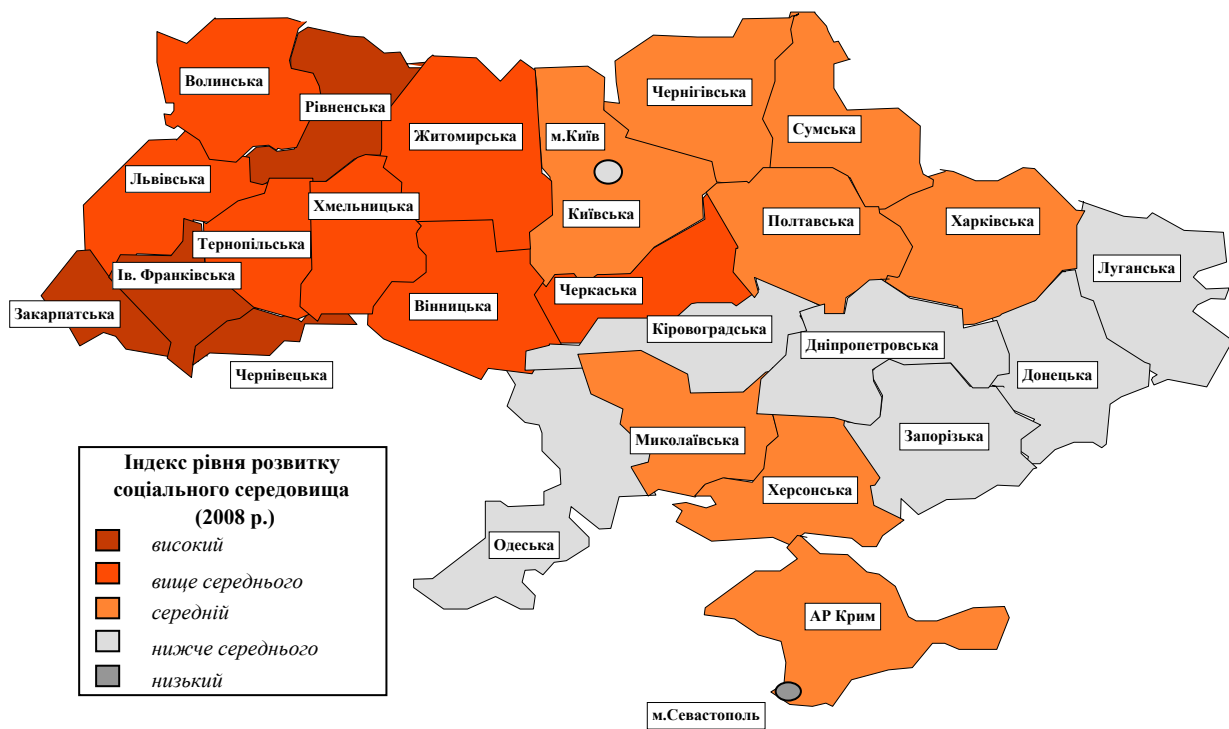 Волинська
Рівненська
Житомирська
м.Київ
Чернігівська
Сумська
Львівська
Хмельницька
Київська
Полтавська
Харківська
Тернопільська
Ів. Франківська
Луганська
Закарпатська
Вінницька
Черкаська
Кіровоградська
Дніпропетровська
Чернівецька
Донецька
Миколаївська
Запорізька
Херсонська
Одеська
АР Крим
м.Севастополь
Індекс рівня розвитку
соціального середовища
(2008 р.)
високий
вище середнього
середній
нижче середнього
низький